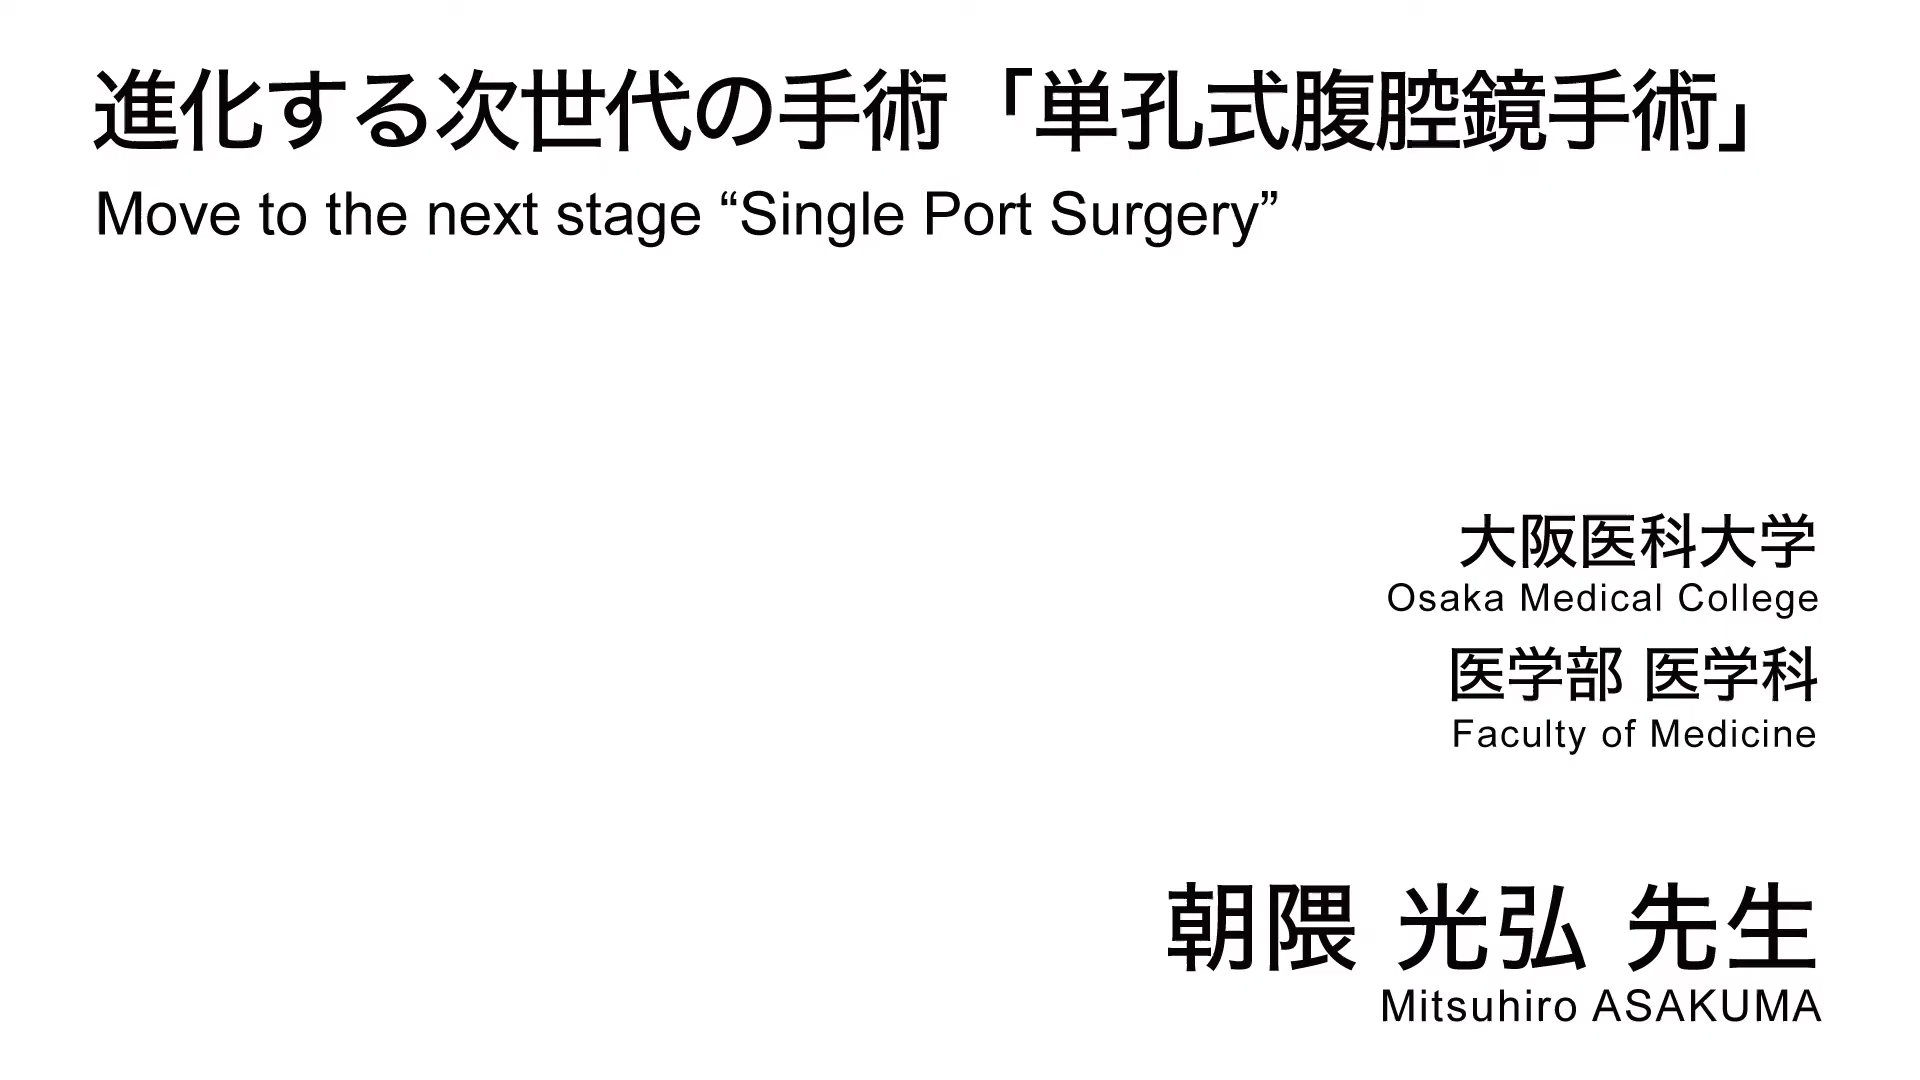 進化する次世代の手術「単孔式腹腔鏡手術」
Move to the next stage “Single Port Surgery”
大阪医科大学
Osaka Medical College
医学部 医学科
Faculty of Medicine
朝隈 光弘 先生
Mitsuhiro ASAKUMA